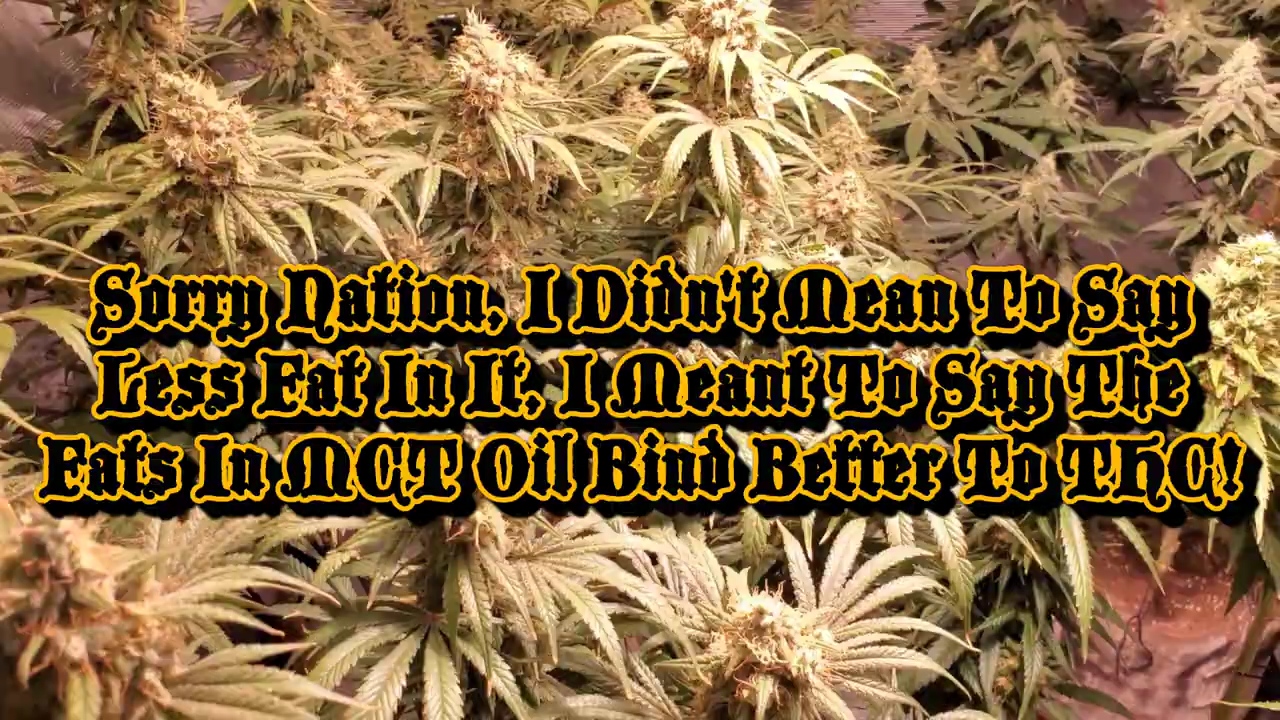 Sorry Nation, I Didn't Mean To Say
Less Fat In It, I Meant To Say The
Fats In MCT Oil Bind Better To THC!